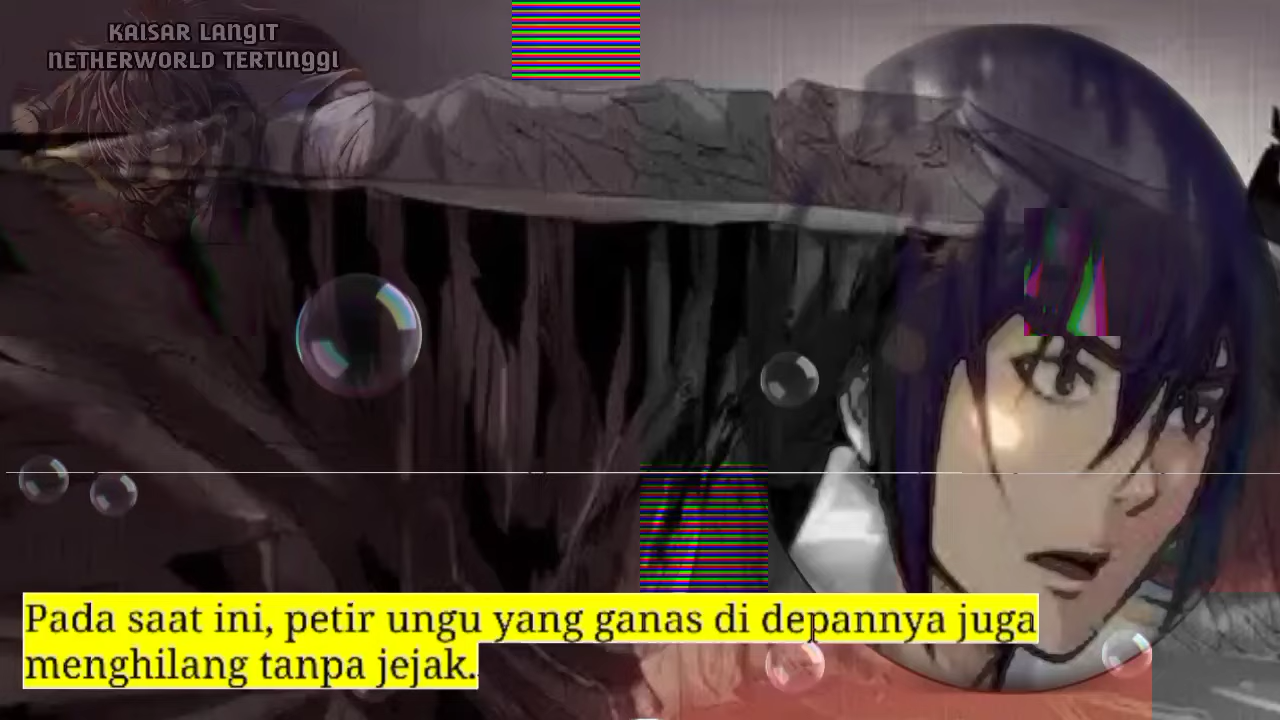 KAISAR LANGIT
NETHERWORLD TERTINGGI
Pada saat ini, petir ungu yang ganas di depannya juga
menghilang tanpa jejak.